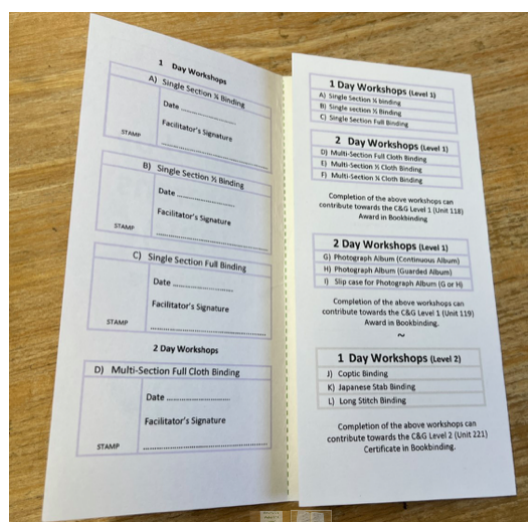 1 Day Workshops
A) Single Section ¼ Binding
Date ....................
Facilitator's Signature
STAMP ....................
B) Single Section ½ Binding
Date ....................
Facilitator's Signature
STAMP ....................
C) Single Section Full Binding
Date ....................
Facilitator's Signature
STAMP ....................
2 Day Workshops
D) Multi-Section Full Cloth Binding
Date ....................
Facilitator's Signature
STAMP ....................
1 Day Workshops (Level 1)
A) Single Section ¼ binding
B) Single section ½ Binding
C) Single Section Full Binding
2 Day Workshops (Level 1)
D) Multi-Section Full Cloth Binding
E) Multi-Section ½ Cloth Binding
F) Multi-Section ¼ Cloth Binding
Completion of the above workshops can
contribute towards the C&G Level 1 (Unit 118)
Award in Bookbinding
2 Day Workshops (Level 1)
G) Photograph Album (Continuous Album)
H) Photograph Album (Guarded Album)
I) Slip case for Photograph Album (G or H)
Completion of the above workshops can
contribute towards the C&G Level 1 (Unit 119)
Award in Bookbinding.
~
1 Day Workshops (Level 2)
J) Coptic Binding
K) Japanese Stab Binding
L) Long Stitch Binding
Completion of the above workshops can
contribute towards the C&G Level 2 (Unit 221)
Certificate in Bookbinding.